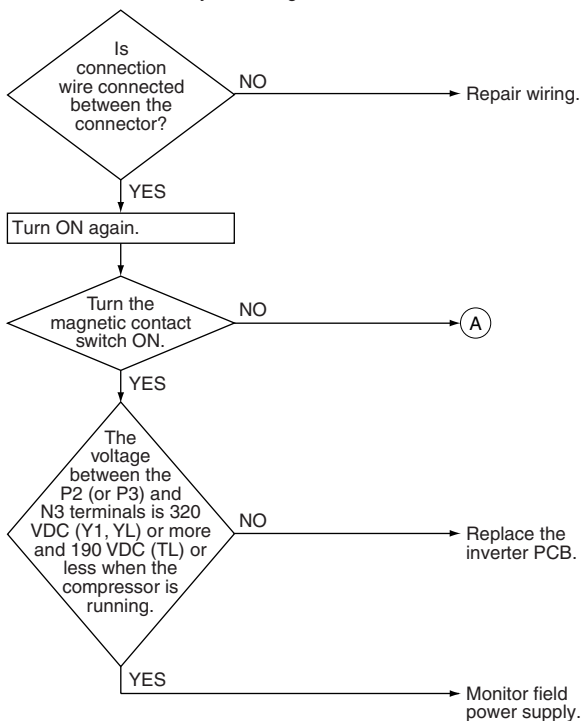 Is
connection
wire connected
between the
connector?
NO
Repair wiring.
YES
Turn ON again.
Turn the
magnetic contact
switch ON.
NO
A
YES
The
voltage
between the
P2 (or P3) and
N3 terminals is 320
VDC (Y1, YL) or more
and 190 VDC (TL) or
less when the
compressor is
running.
NO
Replace the
inverter PCB.
YES
Monitor field
power supply.